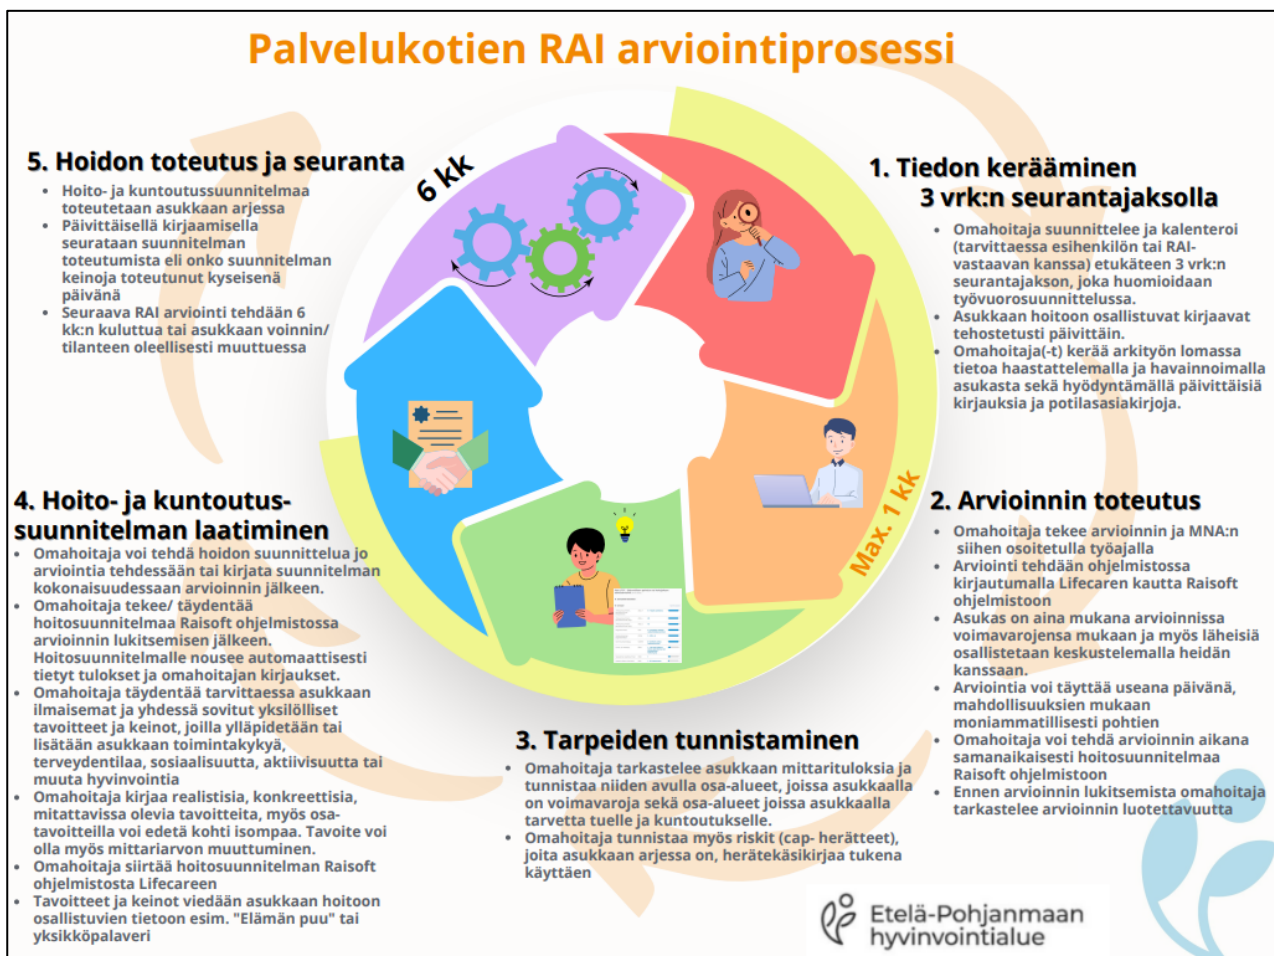 Palvelukotien RAI arviointiprosessi
1. Tiedon kerääminen
3 vrk:n seurantajaksolla
• Omahoitaja suunnittelee ja kalenteroi
(tarvittaessa esihenkilön tai RAI-
vastaavan kanssa) etukäteen 3 vrk:n
seurantajakson, joka huomioidaan
työvuorosuunnittelussa.
• Asukkaan hoitoon osallistuvat kirjaavat
tehostetusti päivittäin.
• Omahoitaja(-t) kerää arkityön lomassa
tietoa haastattelemalla ja havainnoimalla
asukasta sekä hyödyntämällä päivittäisiä
kirjauksia ja potilasasiakirjoja.
2. Arvioinnin toteutus
• Omahoitaja tekee arvioinnin ja MNA:n
siihen osoitetulla työajalla
• Arviointi tehdään ohjelmistossa
kirjautumalla Lifecaren kautta Raisoft
ohjelmistoon
• Asukas on aina mukana arvioinnissa
voimavarojensa mukaan ja myös läheisiä
osallistetaan keskustelemalla heidän
kanssaan.
• Arviointia voi täyttää useana päivänä,
mahdollisuuksien mukaan
moniammatillisesti pohtien
• Omahoitaja voi tehdä arvioinnin aikana
samanaikaisesti hoitosuunnitelmaa
Raisoft ohjelmistoon
• Ennen arvioinnin lukitsemista omahoitaja
tarkastelee arvioinnin luotettavuutta
3. Tarpeiden tunnistaminen
• Omahoitaja tarkastelee asukkaan mittarituloksia ja
tunnistaa niiden avulla osa-alueet, joissa asukkaalla
on voimavaroja sekä osa-alueet joissa asukkaalla
tarvetta tuelle ja kuntoutukselle.
• Omahoitaja tunnistaa myös riskit (cap- herätteet),
joita asukkaan arjessa on, herätekäsikirjaa tukena
käyttäen
4. Hoito- ja kuntoutus-
suunnitelman laatiminen
• Omahoitaja voi tehdä hoidon suunnittelua jo
arviointia tehdessään tai kirjata suunnitelman
kokonaisuudessaan arvioinnin jälkeen.
• Omahoitaja tekee/ täydentää
hoitosuunnitelmaa Raisoft ohjelmistossa
arvioinnin lukitsemisen jälkeen.
Hoitosuunnitelmalle nousee automaattisesti
tietyt tulokset ja omahoitajan kirjaukset.
• Omahoitaja täydentää tarvittaessa asukkaan
ilmaisemat ja yhdessä sovitut yksilölliset
tavoitteet ja keinot, joilla ylläpidetään tai
lisätään asukkaan toimintakykyä,
terveydentilaa, sosiaalisuutta, aktiivisuutta tai
muuta hyvinvointia
• Omahoitaja kirjaa realistisia, konkreettisia,
mitattavissa olevia tavoitteita, myös osa-
tavoitteilla voi edetä kohti isompaa. Tavoite voi
olla myös mittariarvon muuttuminen.
• Omahoitaja siirtää hoitosuunnitelman Raisoft
ohjelmistosta Lifecareen
• Tavoitteet ja keinot viedään asukkaan hoitoon
osallistuvien tietoon esim. "Elämän puu" tai
yksikköpalaveri
5. Hoidon toteutus ja seuranta
• Hoito- ja kuntoutussuunnitelmaa
toteutetaan asukkaan arjessa
• Päivittäisellä kirjaamisella
seurataan suunnitelman
toteutumista eli onko suunnitelman
keinoja toteutunut kyseisenä
päivänä
• Seuraava RAI arviointi tehdään 6
kk:n kuluttua tai asukkaan voinnin/
tilanteen oleellisesti muuttuessa
6 kk
Max. 1 kk
Etelä-Pohjanmaan
hyvinvointialue